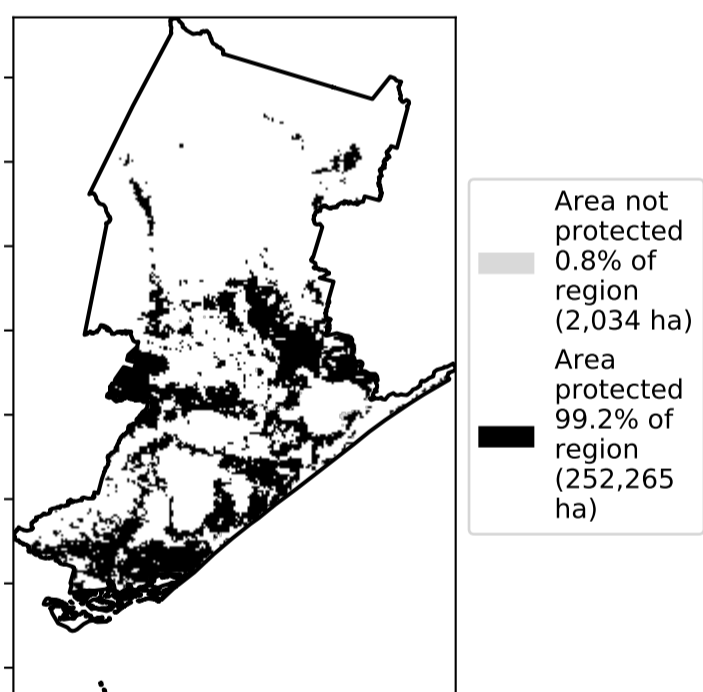 Area not
protected
0.8% of
region
(2,034 ha)
Area
protected
99.2% of
region
(252,265
ha)